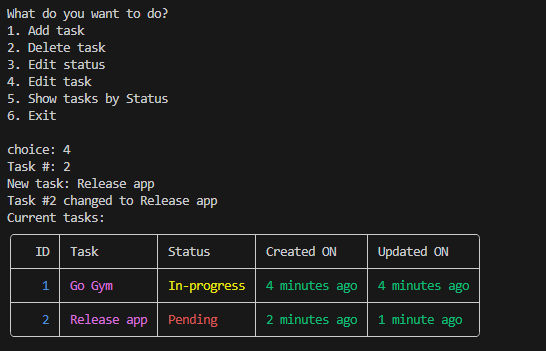 What do you want to do?
1. Add task
2. Delete task
3. Edit status
4. Edit task
5. Show tasks by Status
6. Exit
choice: 4
Task #: 2
New task: Release app
Task #2 changed to Release app
Current tasks:
ID Task Status Created ON Updated ON
1 Go Gym In-progress 4 minutes ago 4 minutes ago
2 Release app Pending 2 minutes ago 1 minute ago